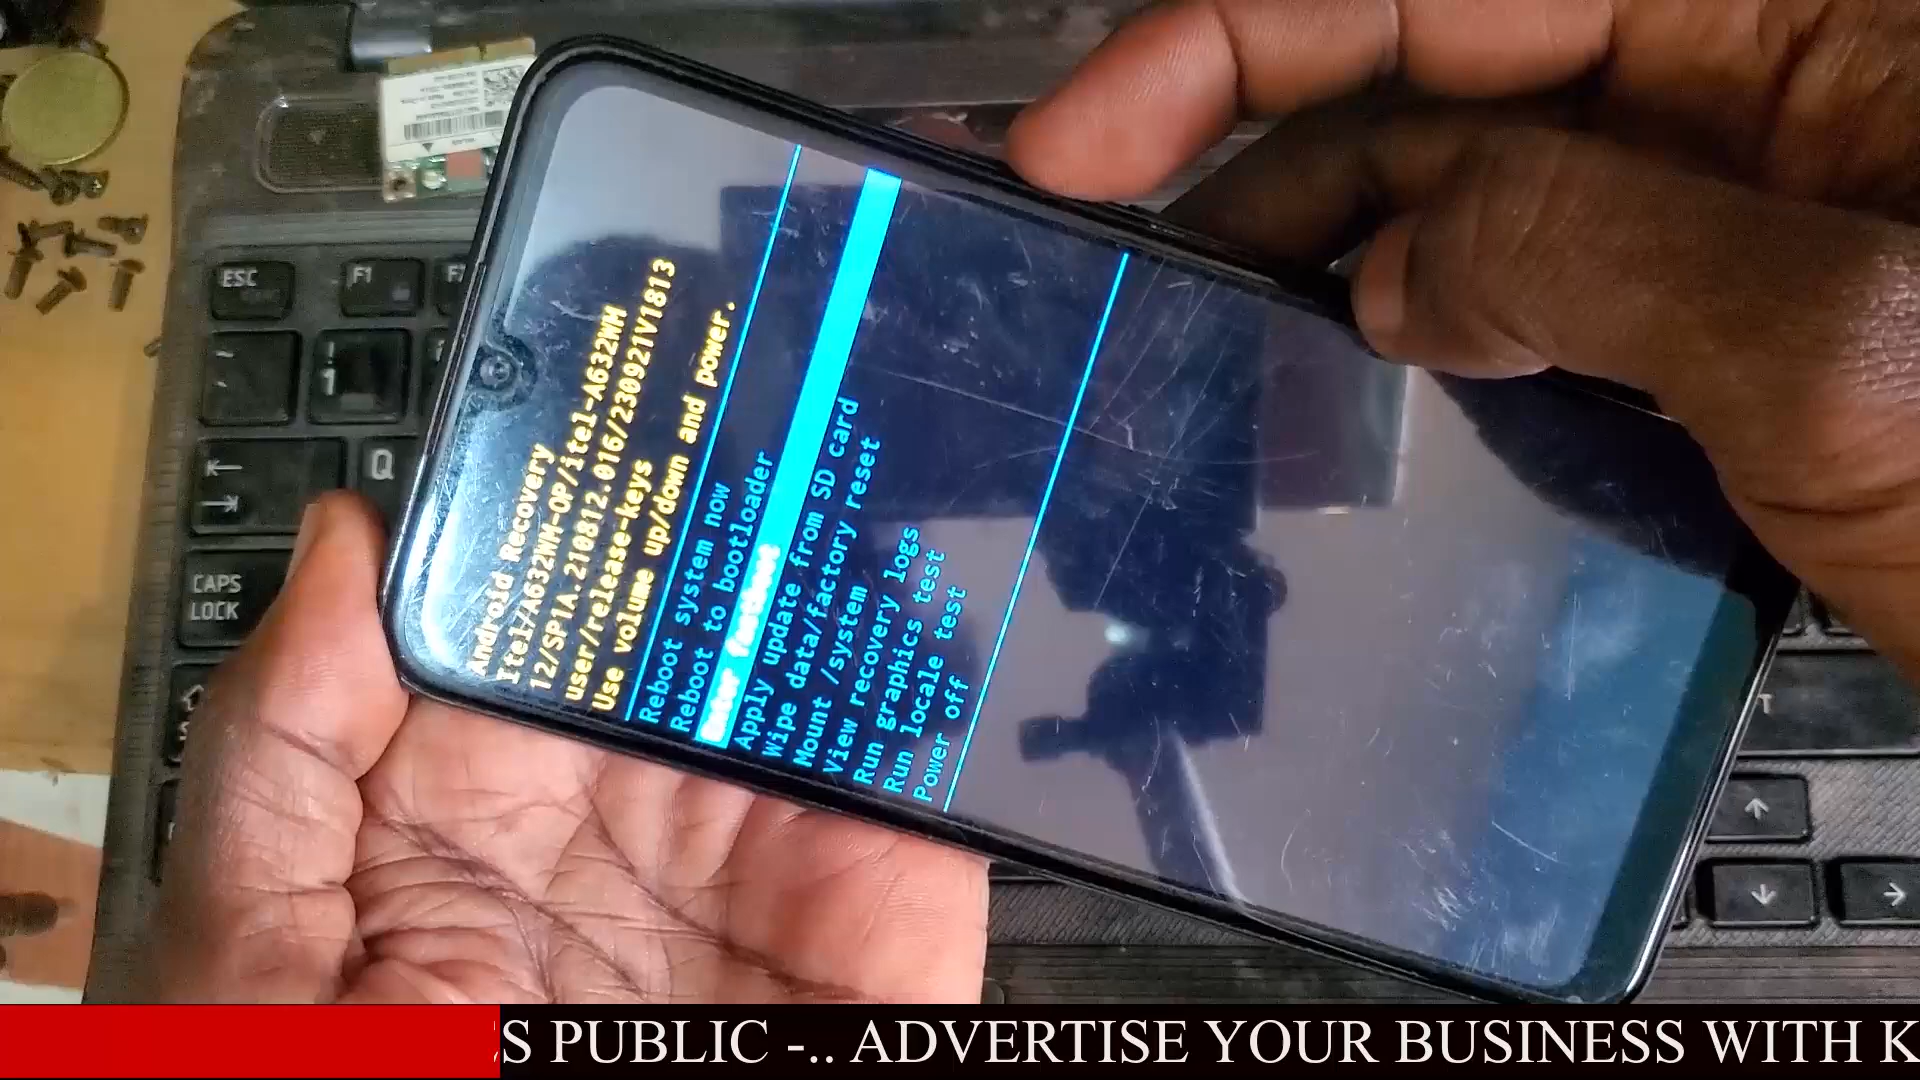 Android Recovery
Itel/A632WM-OP/itel-A632WM
12/SP1A.210812.016/230921V1813
user/release-keys
Use volume up/down and power.
Reboot system now
Reboot to bootloader
Enter fastboot
Apply update from SD card
Wipe data/factory reset
Mount /system
View recovery logs
Run graphics test
Run locale test
Power off
ESC
F1
1
Q
CAPS
LOCK
S PUBLIC -.. ADVERTISE YOUR BUSINESS WITH K